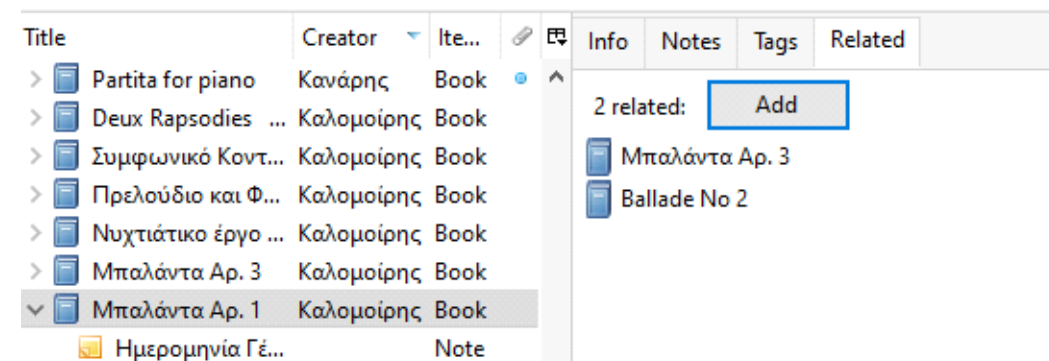 Title Creator Ite...
Partita for piano Κανάρης Book
Deux Rapsodies ... Καλομοίρης Book
Συμφωνικό Κοντ... Καλομοίρης Book
Πρελούδιο και Φ... Καλομοίρης Book
Νυχτιάτικο έργο ... Καλομοίρης Book
Μπαλάντα Αρ. 3 Καλομοίρης Book
Μπαλάντα Αρ. 1 Καλομοίρης Book
Ημερομηνία Γέ... Note
Info Notes Tags Related
2 related: Add
Μπαλάντα Αρ. 3
Ballade No 2